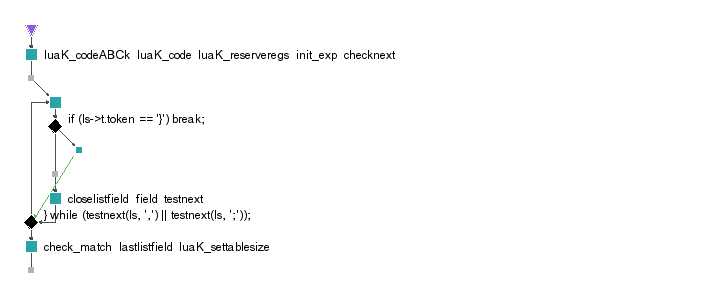 luaK_codeABCk luaK_code luaK_reserveregs init_exp checknext
if (ls->t.token == '}') break;
closelistfield field testnext
} while (testnext(ls, ',') || testnext(ls, ';'));
check_match lastlistfield luaK_settablesize